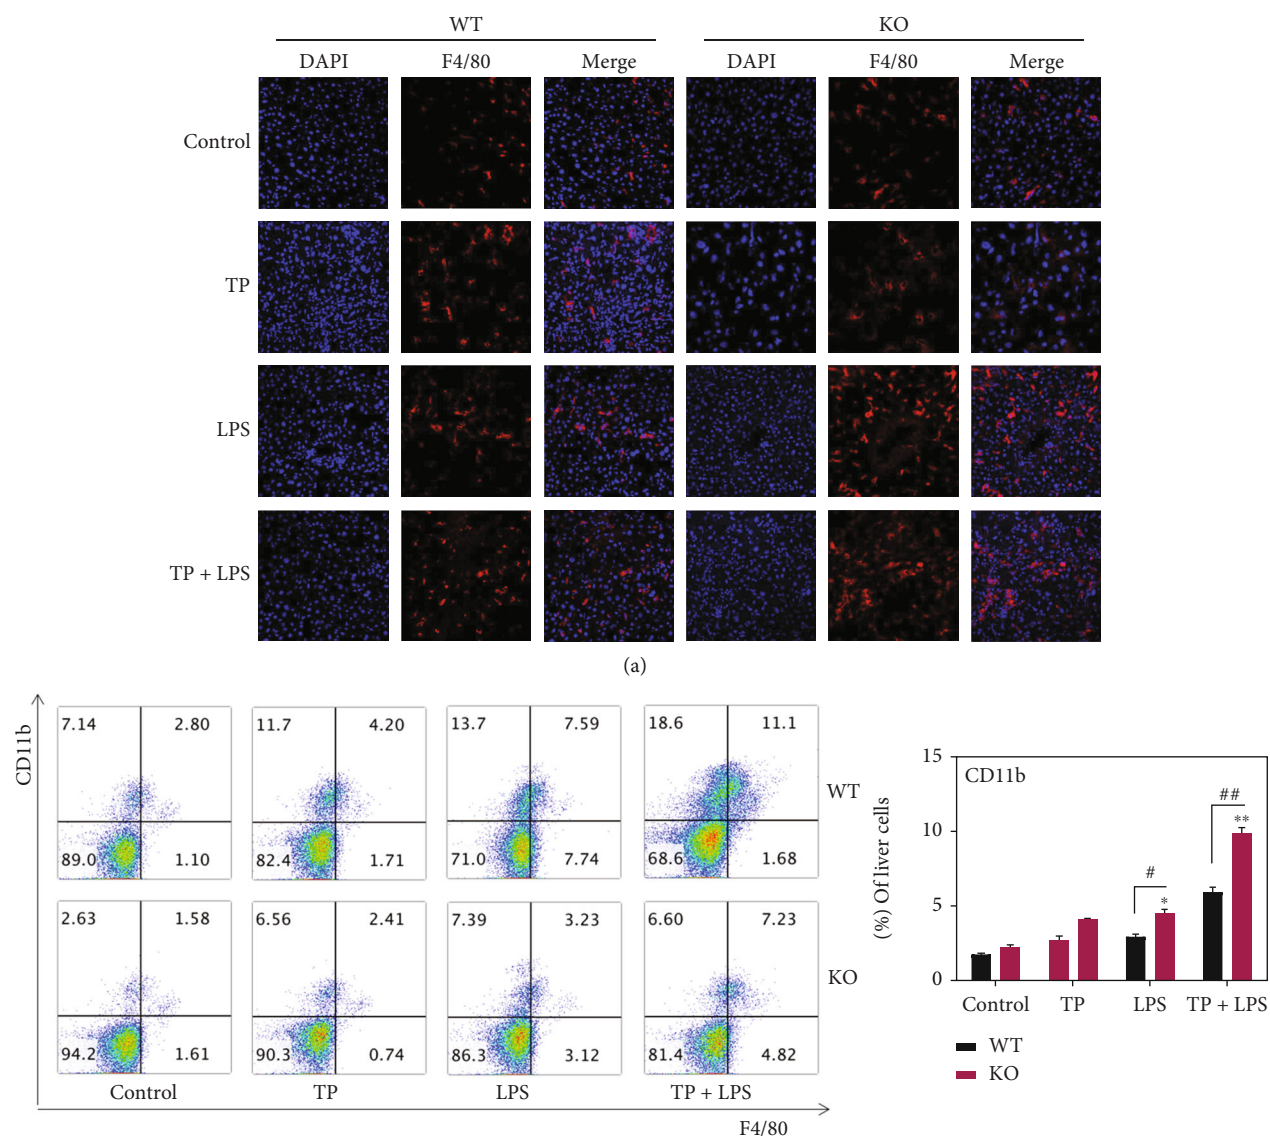 WT KO
DAPI F4/80 Merge DAPI F4/80 Merge
Control
TP
LPS
TP + LPS
(a)
CD11b
7.14 2.80 11.7 4.20 13.7 7.59 18.6 11.1
WT
89.0 1.10 82.4 1.71 71.0 7.74 68.6 1.68
2.63 1.58 6.56 2.41 7.39 3.23 6.60 7.23
KO
94.2 1.61 90.3 0.74 86.3 3.12 81.4 4.82
Control TP LPS TP + LPS
F4/80
(%) Of liver cells
15
10
5
0
CD11b
##
**
#
*
Control TP LPS TP + LPS
WT
KO